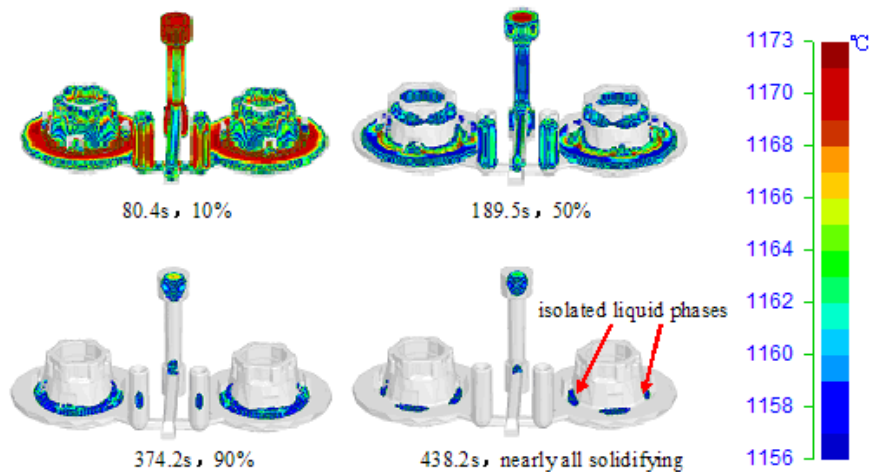 80.4s，10%
189.5s，50%
isolated liquid phases
374.2s，90%
438.2s，nearly all solidifying
℃
1173
1170
1168
1166
1164
1162
1160
1158
1156